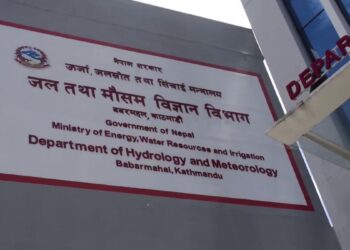 नेपाल सरकार
ऊर्जा, जलस्रोत तथा सिंचाई मन्त्रालय
जल तथा मौसम विज्ञान विभाग
बबरमहल, काठमाडौं
Government of Nepal
Ministry of Energy, Water Resources and Irrigation
Department of Hydrology and Meteorology
Babarmahal, Kathmandu
DEPAR